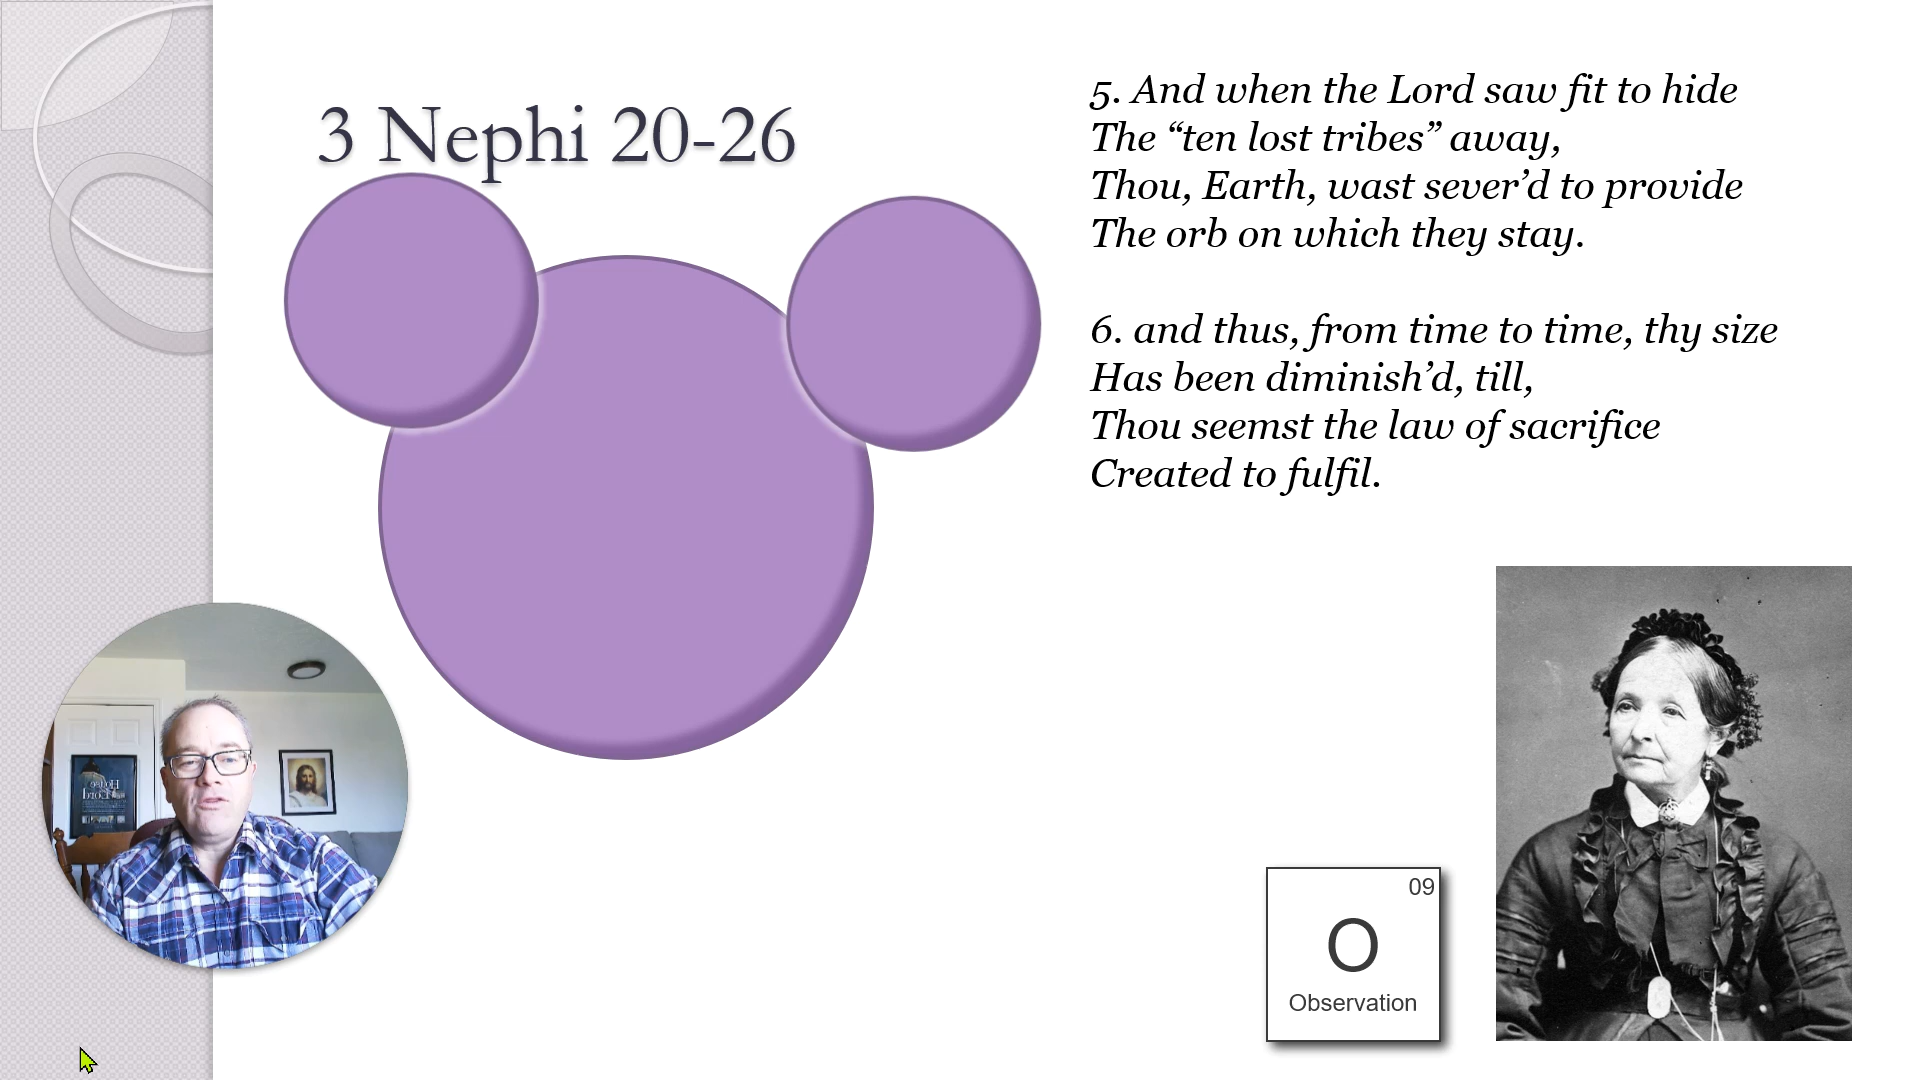 3 Nephi 20-26
5. And when the Lord saw fit to hide
The “ten lost tribes” away,
Thou, Earth, wast sever’d to provide
The orb on which they stay.
6. and thus, from time to time, thy size
Has been diminish’d, till,
Thou seemst the law of sacrifice
Created to fulfil.
09
O
Observation